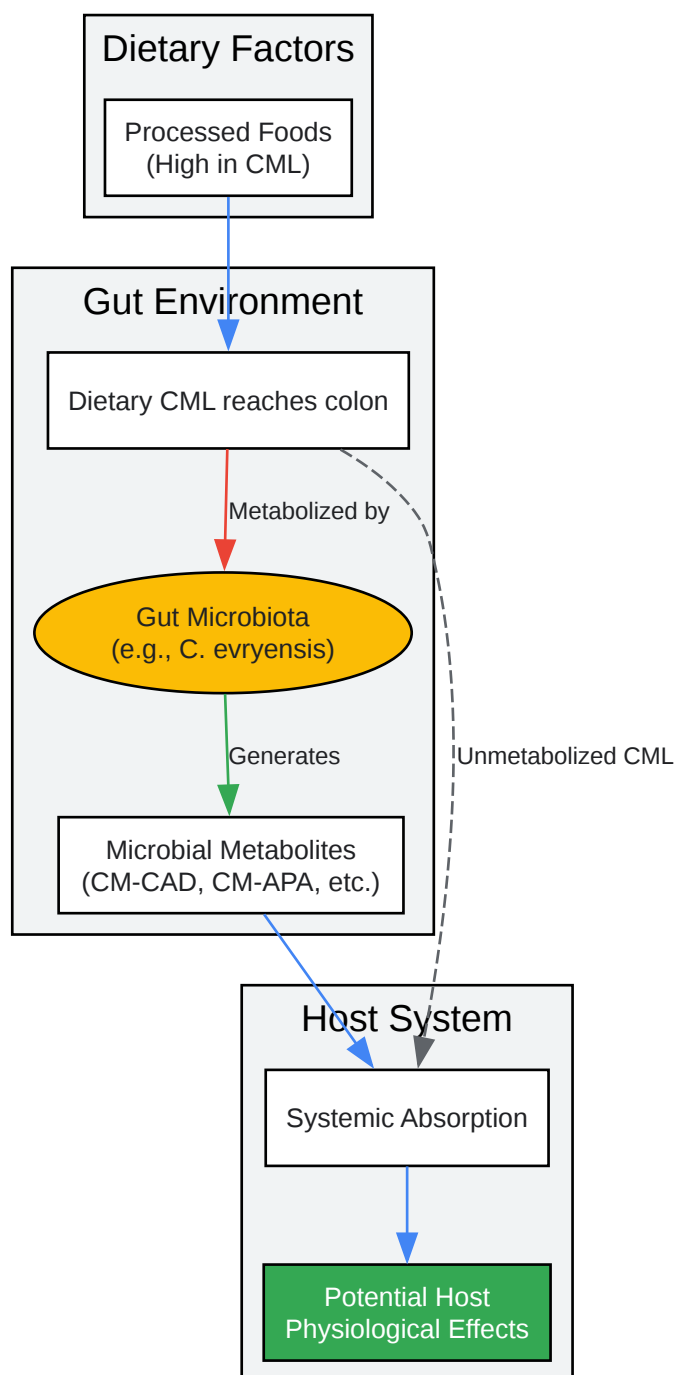 Dietary Factors
Processed Foods
(High in CML)
Gut Environment
Dietary CML reaches colon
Metabolized by
Gut Microbiota
(e.g., C. evryensis)
Generates
Unmetabolized CML
Microbial Metabolites
(CM-CAD, CM-APA, etc.)
Host System
Systemic Absorption
Potential Host
Physiological Effects